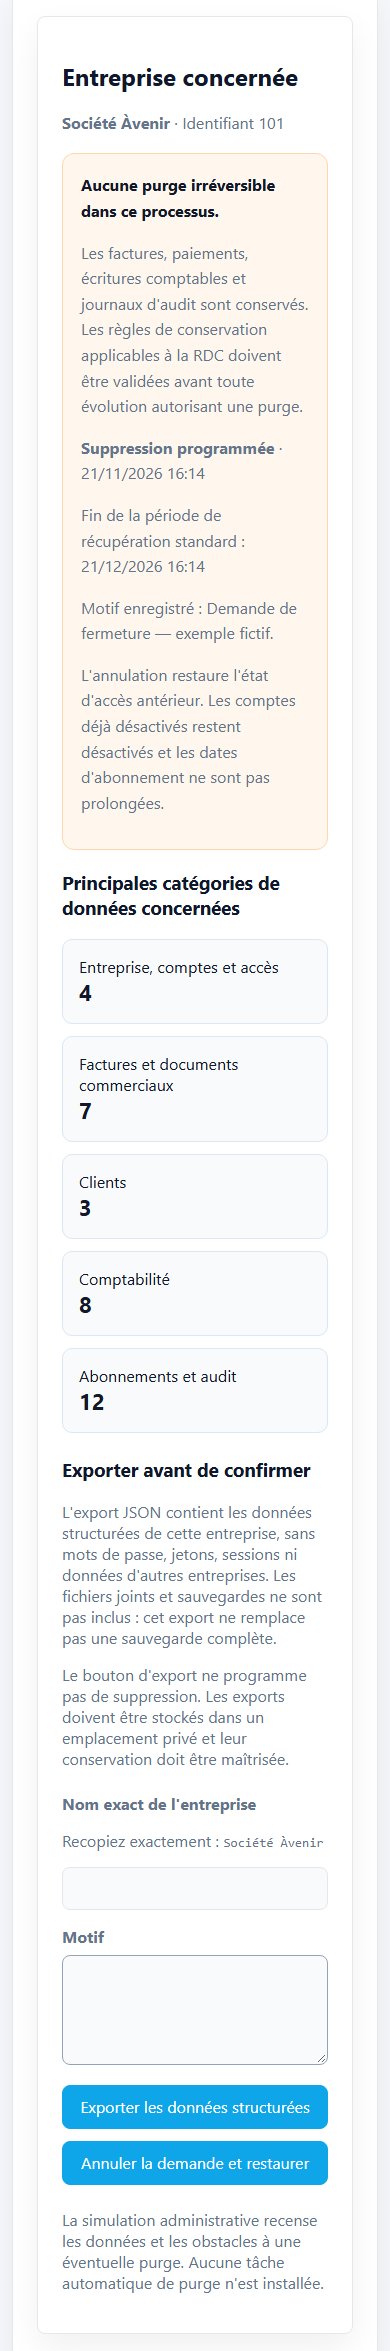 Entreprise concernée
Société Àvenir · Identifiant 101
Aucune purge irréversible
dans ce processus.
Les factures, paiements,
écritures comptables et
journaux d'audit sont conservés.
Les règles de conservation
applicables à la RDC doivent
être validées avant toute
évolution autorisant une purge.
Suppression programmée ·
21/11/2026 16:14
Fin de la période de
récupération standard :
21/12/2026 16:14
Motif enregistré : Demande de
fermeture — exemple fictif.
L'annulation restaure l'état
d'accès antérieur. Les comptes
déjà désactivés restent
désactivés et les dates
d'abonnement ne sont pas
prolongées.
Principales catégories de
données concernées
Entreprise, comptes et accès
4
Factures et documents
commerciaux
7
Clients
3
Comptabilité
8
Abonnements et audit
12
Exporter avant de confirmer
L'export JSON contient les données
structurées de cette entreprise, sans
mots de passe, jetons, sessions ni
données d'autres entreprises. Les
fichiers joints et sauvegardes ne sont
pas inclus : cet export ne remplace
pas une sauvegarde complète.
Le bouton d'export ne programme
pas de suppression. Les exports
doivent être stockés dans un
emplacement privé et leur
conservation doit être maîtrisée.
Nom exact de l'entreprise
Recopiez exactement : Société Àvenir
Motif
Exporter les données structurées
Annuler la demande et restaurer
La simulation administrative recense
les données et les obstacles à une
éventuelle purge. Aucune tâche
automatique de purge n'est installée.